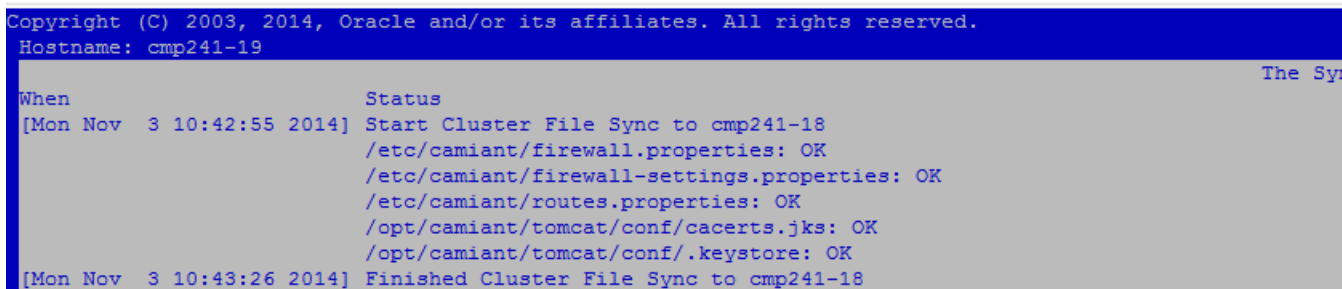 Copyright (C) 2003, 2014, Oracle and/or its affiliates. All rights reserved.
Hostname: cmp241-19
The
When Status
[Mon Nov  3 10:42:55 2014] Start Cluster File Sync to cmp241-18
/etc/camiant/firewall.properties: OK
/etc/camiant/firewall-settings.properties: OK
/etc/camiant/routes.properties: OK
/opt/camiant/tomcat/conf/cacerts.jks: OK
/opt/camiant/tomcat/conf/.keystore: OK
[Mon Nov  3 10:43:26 2014] Finished Cluster File Sync to cmp241-18